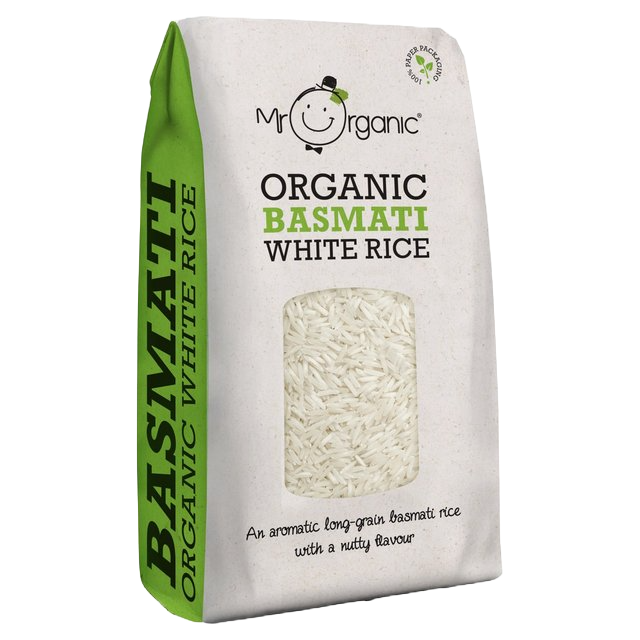 100% PAPER PACKAGING
Mr Organic®
ORGANIC
BASMATI
WHITE RICE
An aromatic long-grain basmati rice
with a nutty flavour
BASMATI
ORGANIC WHITE RICE